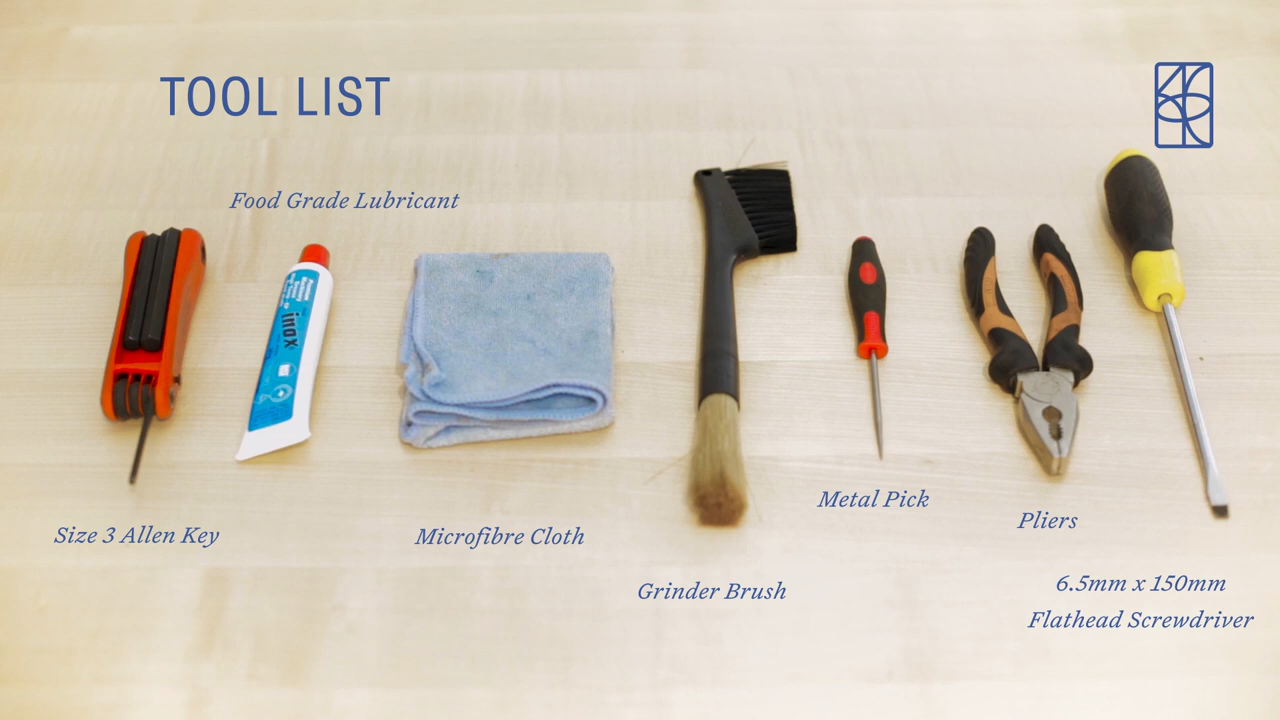 TOOL LIST
Food Grade Lubricant
inox
Size 3 Allen Key
Microfibre Cloth
Grinder Brush
Metal Pick
Pliers
6.5mm x 150mm
Flathead Screwdriver